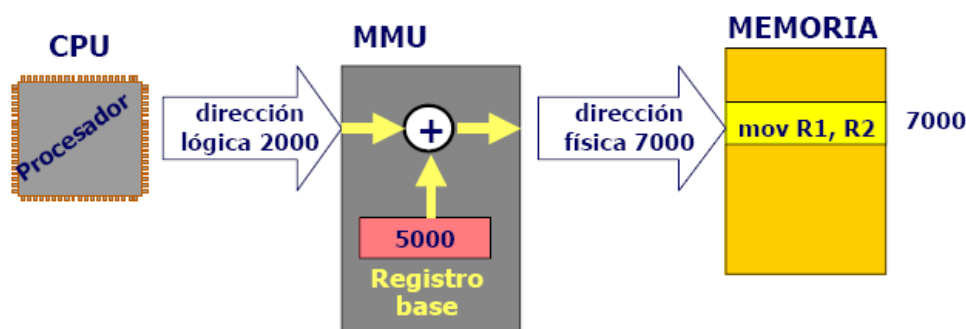 CPU
Procesador
dirección
lógica 2000
MMU
+
5000
Registro
base
dirección
física 7000
MEMORIA
mov R1, R2
7000